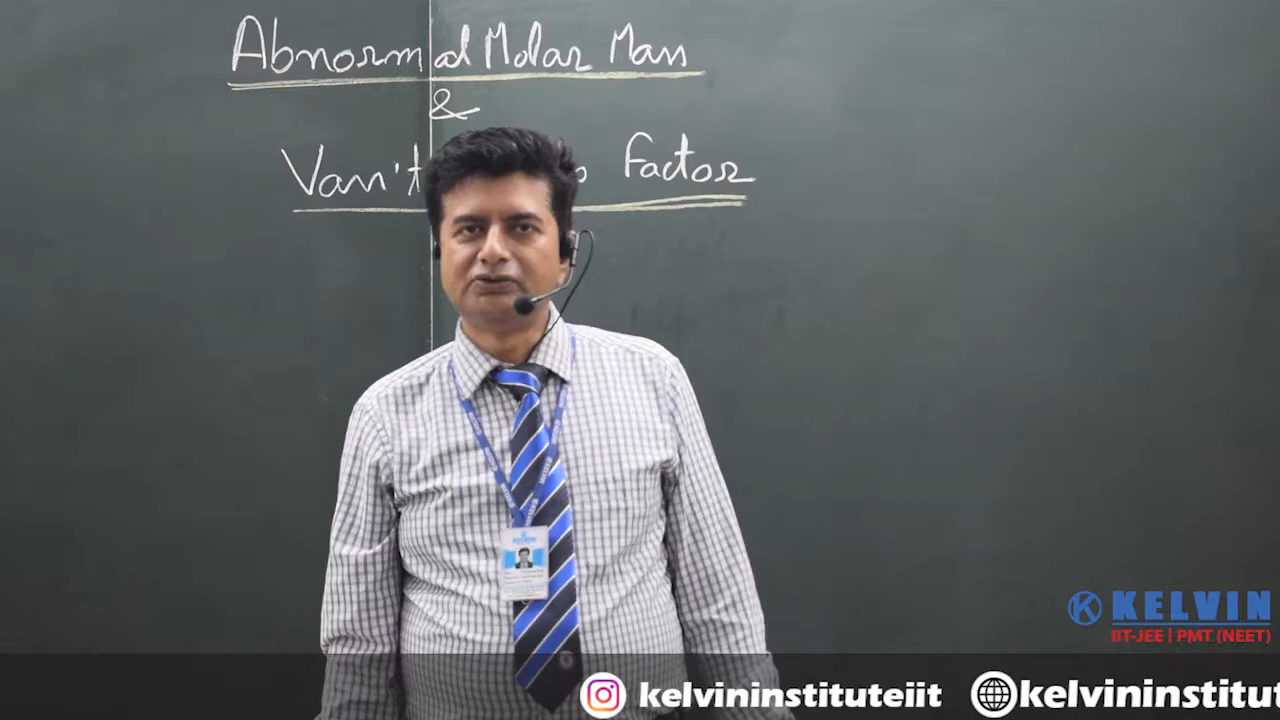 Abnormal Molar Mass
&
Van't Factor
KELVIN
IIT-JEE | PMT (NEET)
kelvininstituteiit
kelvininstitut